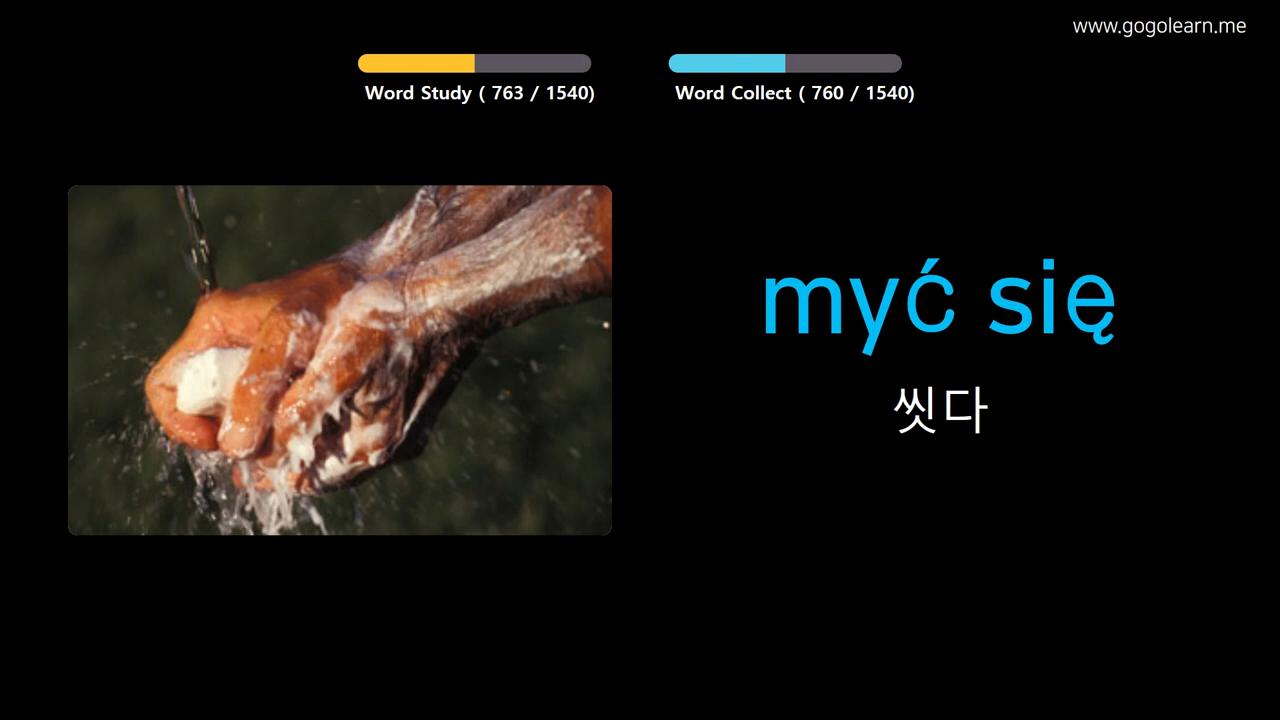 www.gogolearn.me
Word Study ( 763 / 1540)
Word Collect ( 760 / 1540)
myć się
씻다